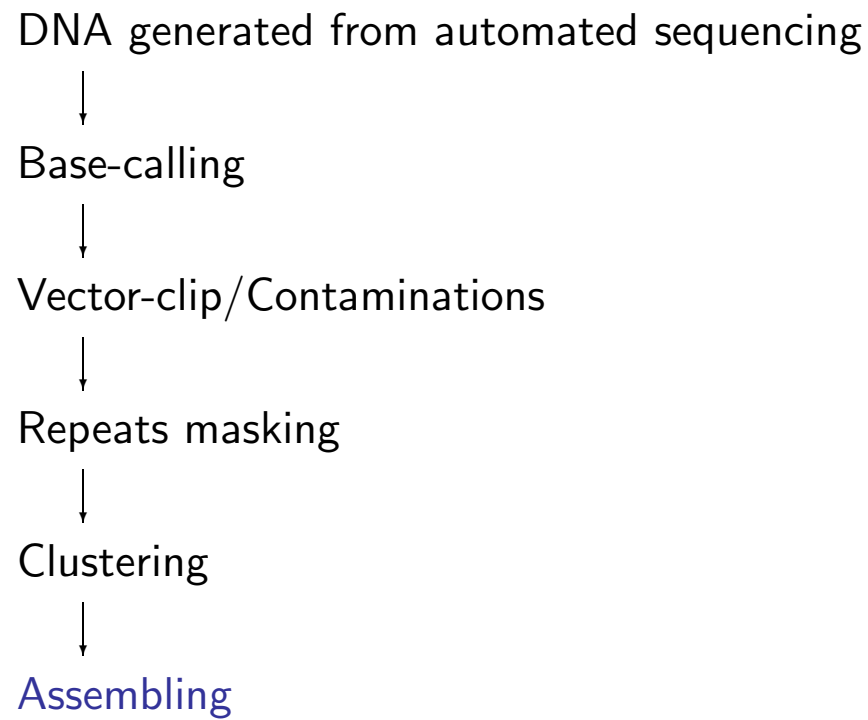 DNA generated from automated sequencing
Base-calling
Vector-clip/Contaminations
Repeats masking
Clustering
Assembling